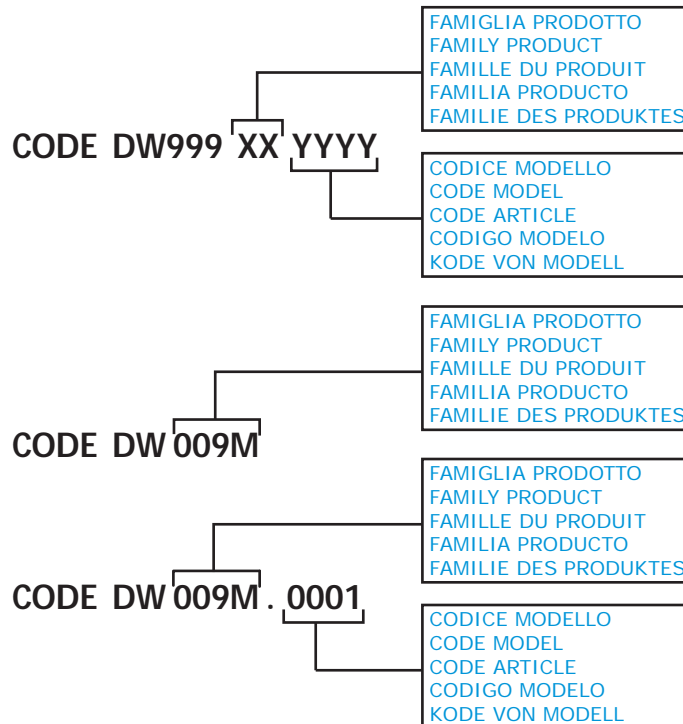 FAMIGLIA PRODOTTO
FAMILY PRODUCT
FAMILLE DU PRODUIT
FAMILIA PRODUCTO
FAMILIE DES PRODUKTES
CODE DW999 XX YYYY
CODICE MODELLO
CODE MODEL
CODE ARTICLE
CODIGO MODELO
KODE VON MODELL
FAMIGLIA PRODOTTO
FAMILY PRODUCT
FAMILLE DU PRODUIT
FAMILIA PRODUCTO
FAMILIE DES PRODUKTES
CODE DW 009M
FAMIGLIA PRODOTTO
FAMILY PRODUCT
FAMILLE DU PRODUIT
FAMILIA PRODUCTO
FAMILIE DES PRODUKTES
CODE DW 009M . 0001
CODICE MODELLO
CODE MODEL
CODE ARTICLE
CODIGO MODELO
KODE VON MODELL